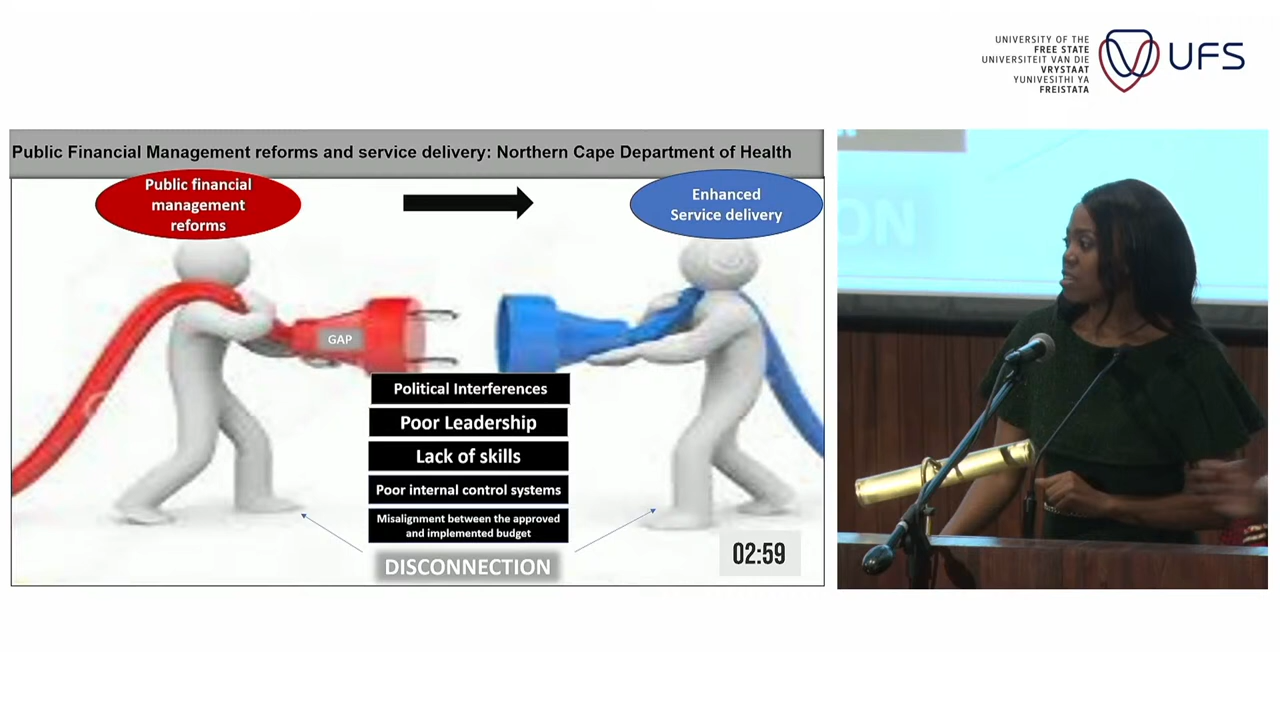 UNIVERSITY OF THE
FREE STATE
UNIVERSITEIT VAN DIE
VRYSTAAT
YUNIVESITHI YA
FREISTATA
UFS
Public Financial Management reforms and service delivery: Northern Cape Department of Health
Public financial
management
reforms
Enhanced
Service delivery
GAP
Political Interferences
Poor Leadership
Lack of skills
Poor internal control systems
Misalignment between the approved
and implemented budget
DISCONNECTION
02:59
ON